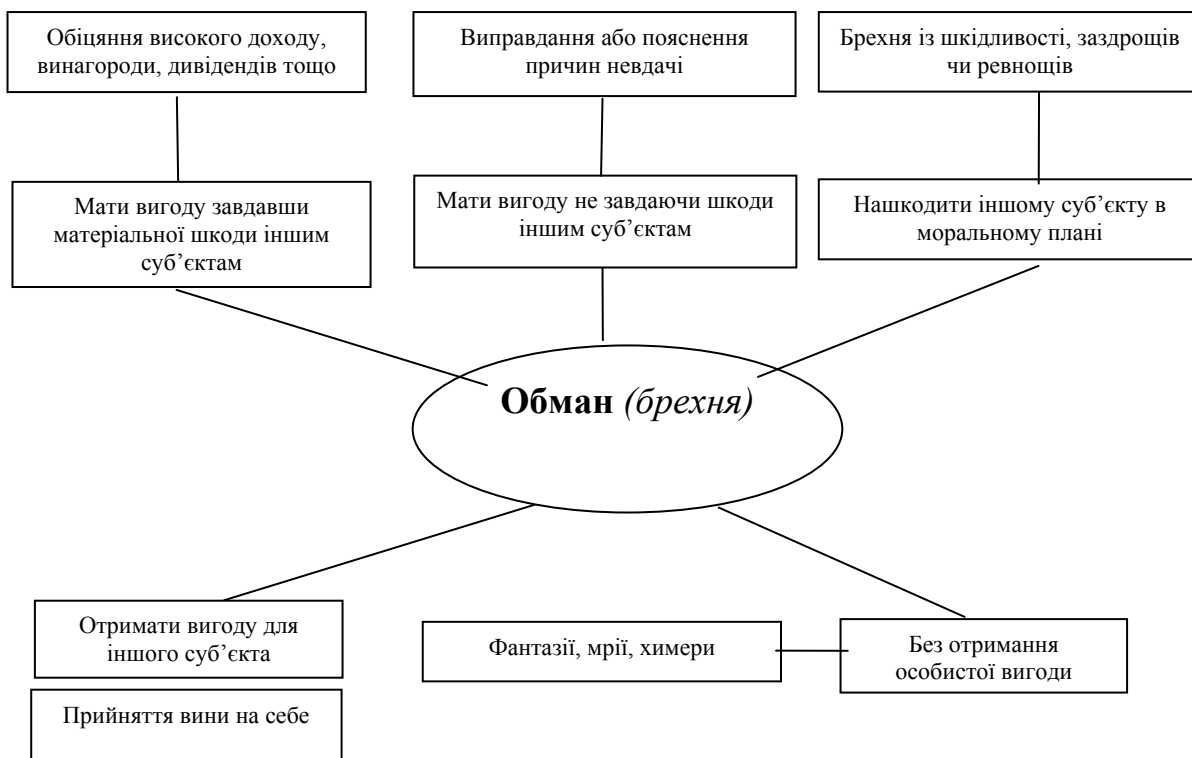 Обіцяння високого доходу,
винагороди, дивідендів тощо
Виправдання або пояснення
причин невдачі
Брехня із шкідливості, заздрощів
чи ревнощів
Мати вигоду завдавши
матеріальної шкоди іншим
суб’єктам
Мати вигоду не завдаючи шкоди
іншим суб’єктам
Нашкодити іншому суб’єкту в
моральному плані
Обман (брехня)
Отримати вигоду для
іншого суб’єкта
Фантазії, мрії, химери
Без отримання
особистої вигоди
Прийняття вини на себе